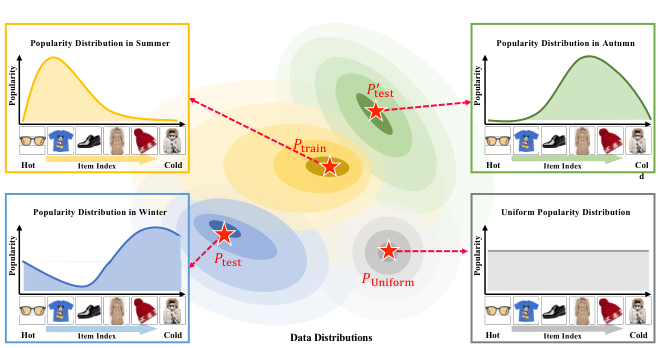 Popularity Distribution in Summer
Popularity
Hot
Item Index
Cold
Popularity Distribution in Autumn
Popularity
Hot
Item Index
Col
d
P'test
Ptrain
Popularity Distribution in Winter
Popularity
Hot
Item Index
Cold
Ptest
PUniform
Uniform Popularity Distribution
Popularity
Hot
Item Index
Cold
Data Distributions